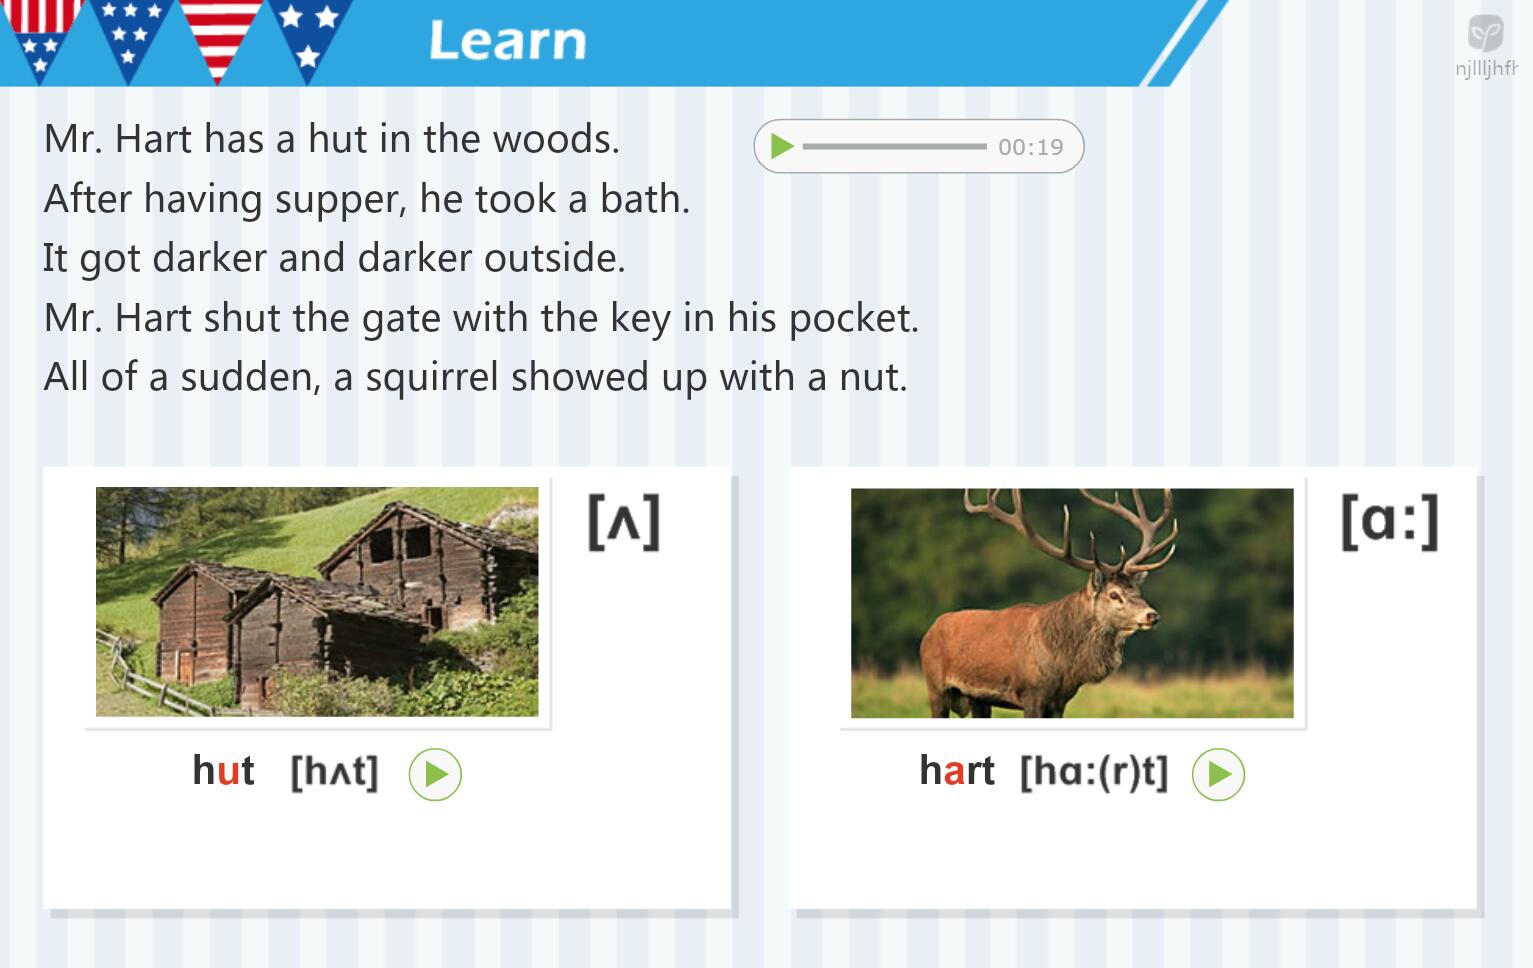 Learn
njllljhfh
Mr. Hart has a hut in the woods.
00:19
After having supper, he took a bath.
It got darker and darker outside.
Mr. Hart shut the gate with the key in his pocket.
All of a sudden, a squirrel showed up with a nut.
[ʌ]
[ɑ:]
hut [hʌt]
hart [hɑ:(r)t]